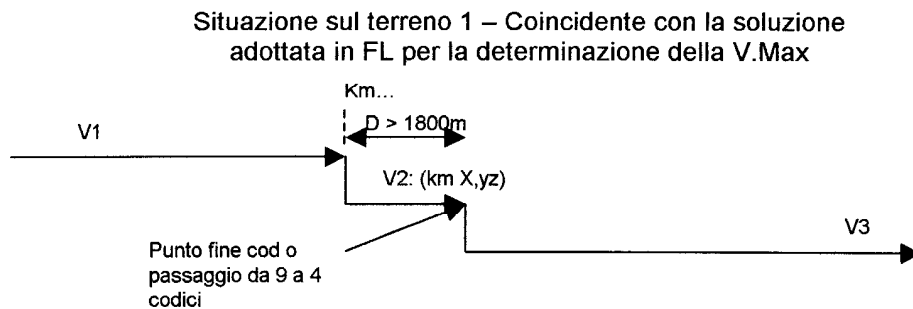 Situazione sul terreno 1 – Coincidente con la soluzione
adottata in FL per la determinazione della V.Max
Km...
D > 1800m
V1
V2: (km X,yz)
V3
Punto fine cod o
passaggio da 9 a 4
codici